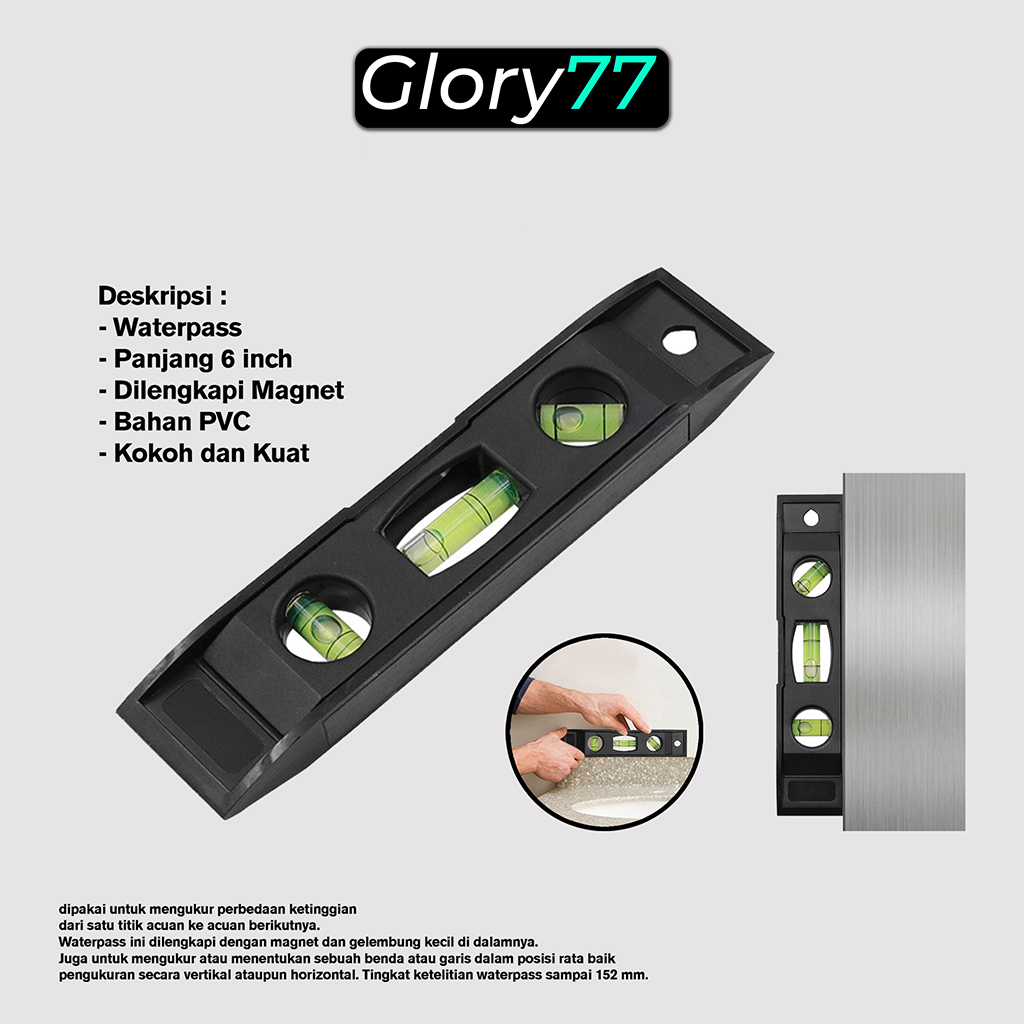 Glory77
Deskripsi :
- Waterpass
- Panjang 6 inch
- Dilengkapi Magnet
- Bahan PVC
- Kokoh dan Kuat
dipakai untuk mengukur perbedaan ketinggian
dari satu titik acuan ke acuan berikutnya.
Waterpass ini dilengkapi dengan magnet dan gelembung kecil di dalamnya.
Juga untuk mengukur atau menentukan sebuah benda atau garis dalam posisi rata baik
pengukuran secara vertikal ataupun horizontal. Tingkat ketelitian waterpass sampai 152 mm.